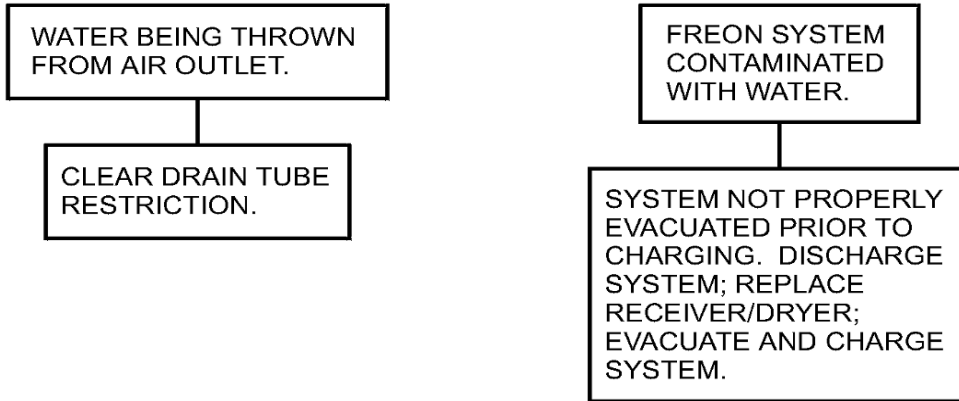 WATER BEING THROWN
FROM AIR OUTLET.
CLEAR DRAIN TUBE
RESTRICTION.
FREON SYSTEM
CONTAMINATED
WITH WATER.
SYSTEM NOT PROPERLY
EVACUATED PRIOR TO
CHARGING. DISCHARGE
SYSTEM; REPLACE
RECEIVER/DRYER;
EVACUATE AND CHARGE
SYSTEM.